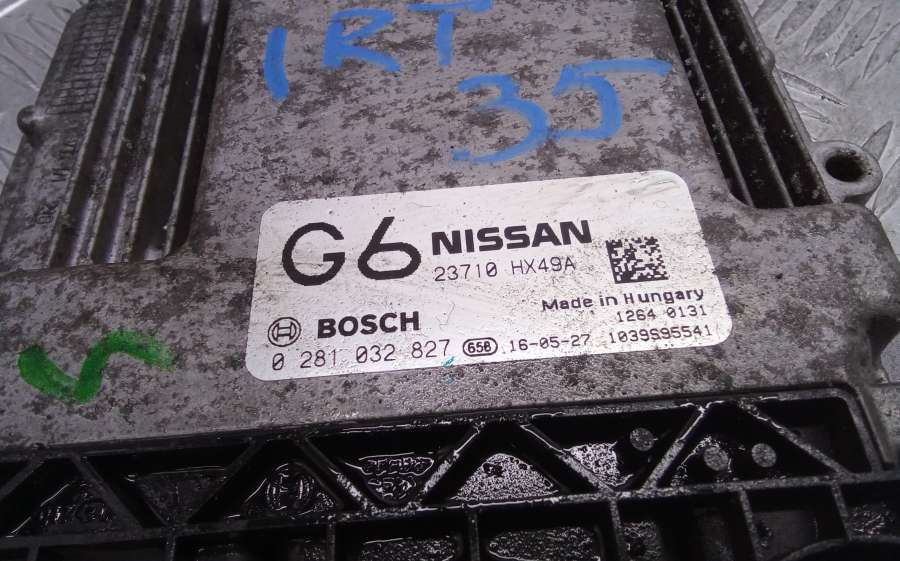 IRT
35
G6 NISSAN
23710 HX49A
Made in Hungary
BOSCH
1264 0131
0 281 032 827 65B 16-05-27 1039S95541